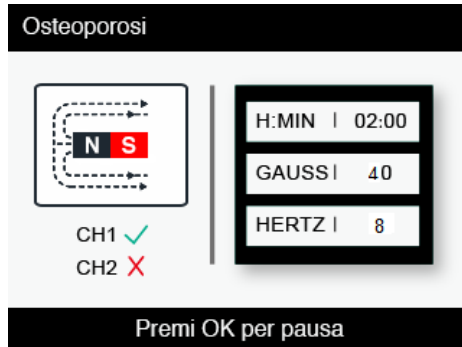 Osteoporosi
N S
CH1
CH2
H:MIN | 02:00
GAUSS | 40
HERTZ | 8
Premi OK per pausa